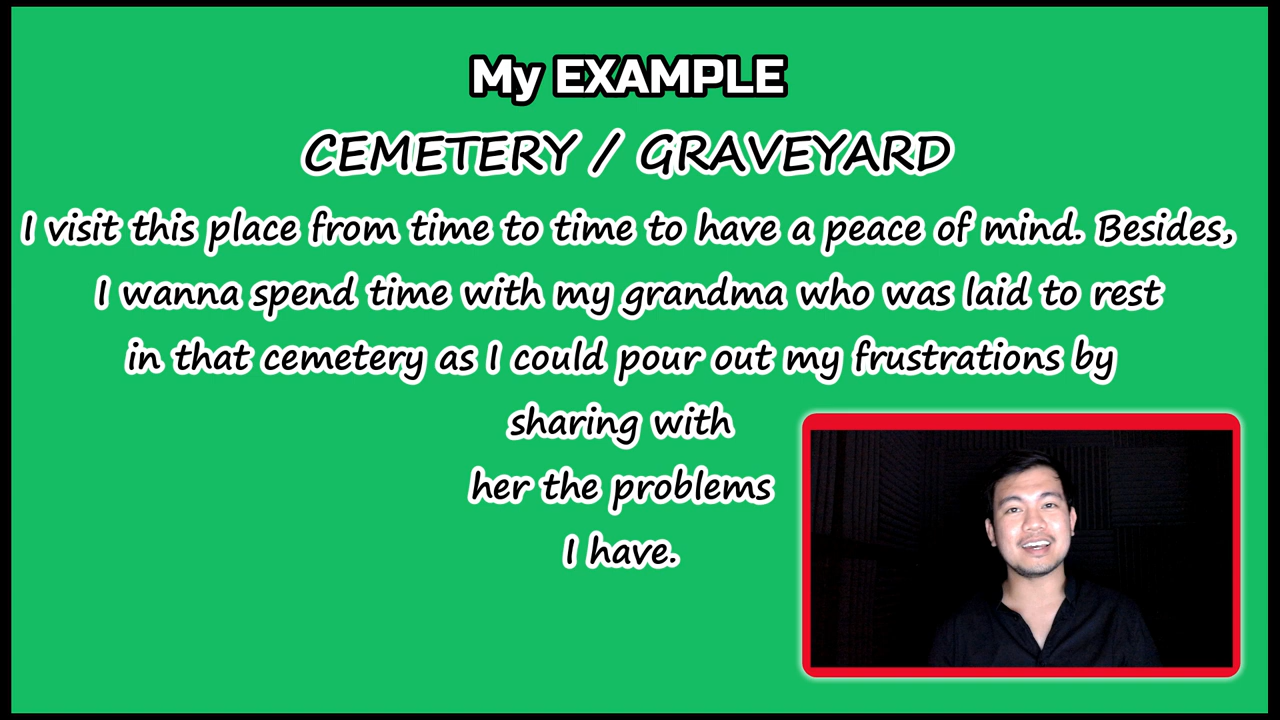 My EXAMPLE
CEMETERY / GRAVEYARD
I visit this place from time to time to have a peace of mind. Besides,
I wanna spend time with my grandma who was laid to rest
in that cemetery as I could pour out my frustrations by
sharing with
her the problems
I have.